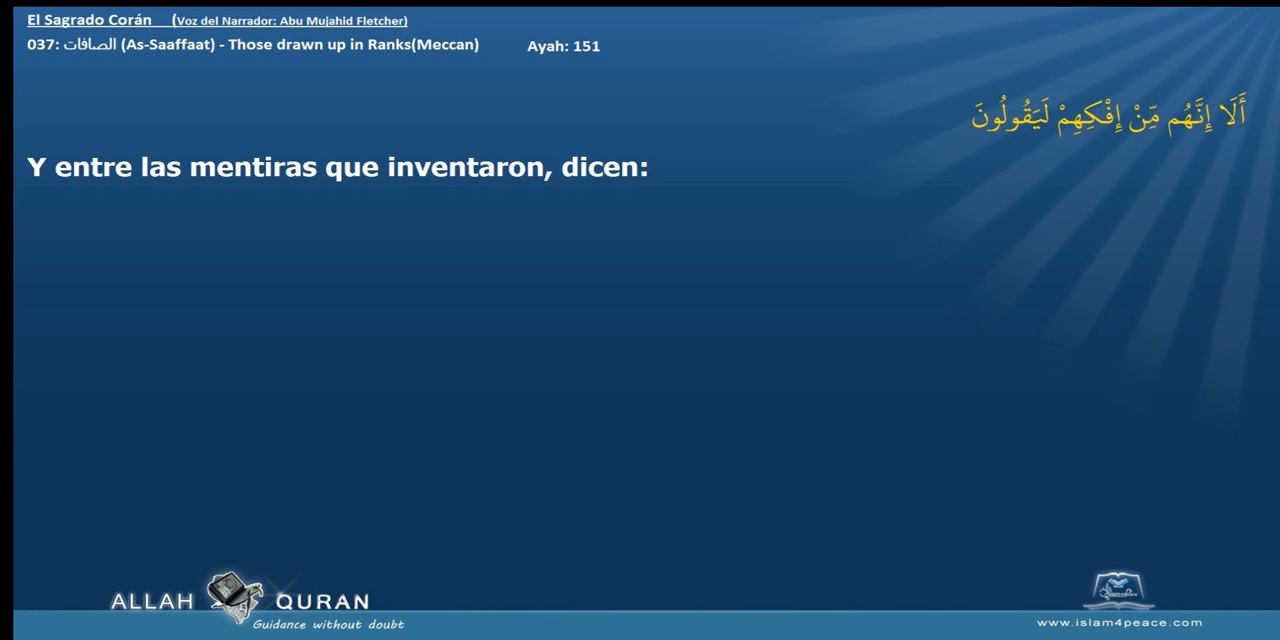 El Sagrado Corán (Voz del Narrador: Abu Mujahid Fletcher)
037: الصافات (As-Saaffaat) - Those drawn up in Ranks(Meccan) Ayah: 151
أَلَا إِنَّهُم مِّنْ إِفْكِهِمْ لَيَقُولُونَ
Y entre las mentiras que inventaron, dicen:
ALLAH QURAN
Guidance without doubt
www.islam4peace.com